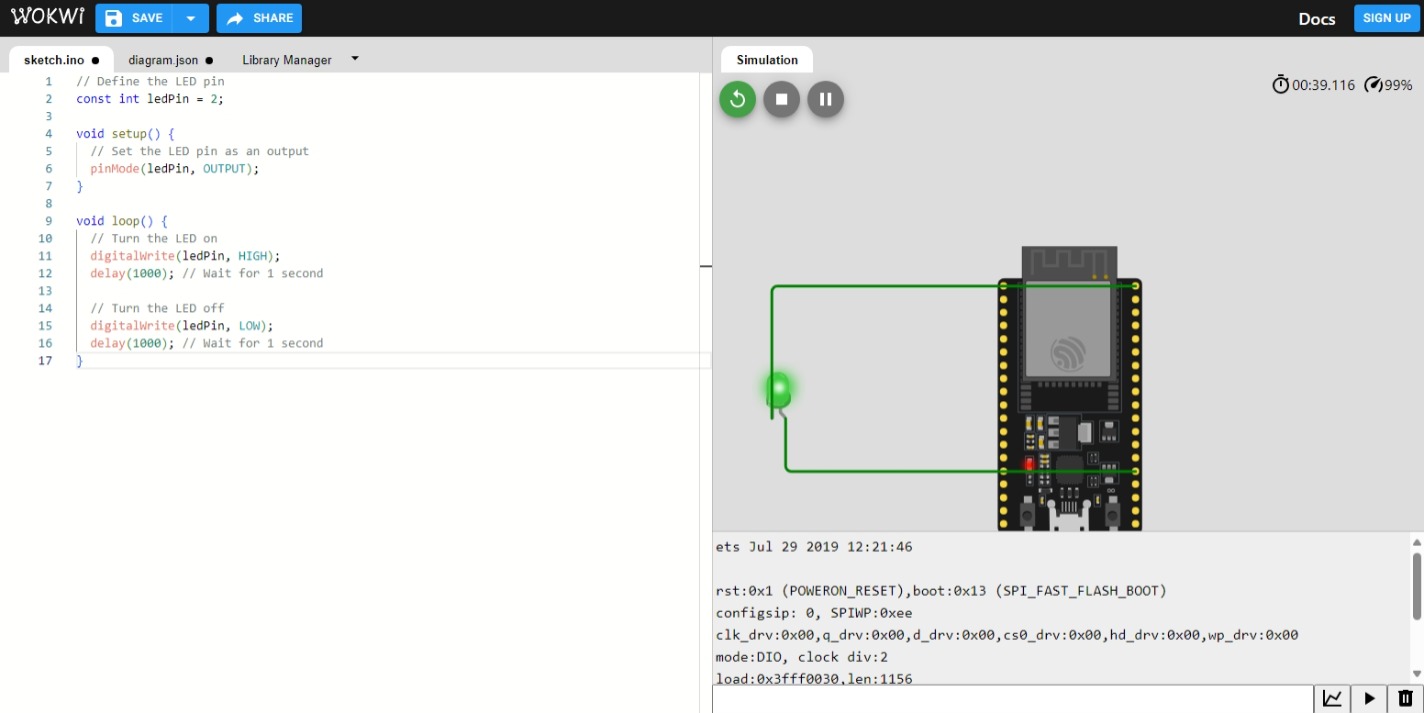 WOKWi SAVE SHARE Docs SIGN UP
sketch.ino ● diagram.json ● Library Manager
1 // Define the LED pin
2 const int ledPin = 2;
3
4 void setup() {
5 // Set the LED pin as an output
6 pinMode(ledPin, OUTPUT);
7 }
8
9 void loop() {
10 // Turn the LED on
11 digitalWrite(ledPin, HIGH);
12 delay(1000); // Wait for 1 second
13
14 // Turn the LED off
15 digitalWrite(ledPin, LOW);
16 delay(1000); // Wait for 1 second
17 }
Simulation
00:39.116 99%
ets Jul 29 2019 12:21:46
rst:0x1 (POWERON_RESET),boot:0x13 (SPI_FAST_FLASH_BOOT)
configsip: 0, SPIWP:0xee
clk_drv:0x00,q_drv:0x00,d_drv:0x00,cs0_drv:0x00,hd_drv:0x00,wp_drv:0x00
mode:DIO, clock div:2
load:0x3fff0030,len:1156